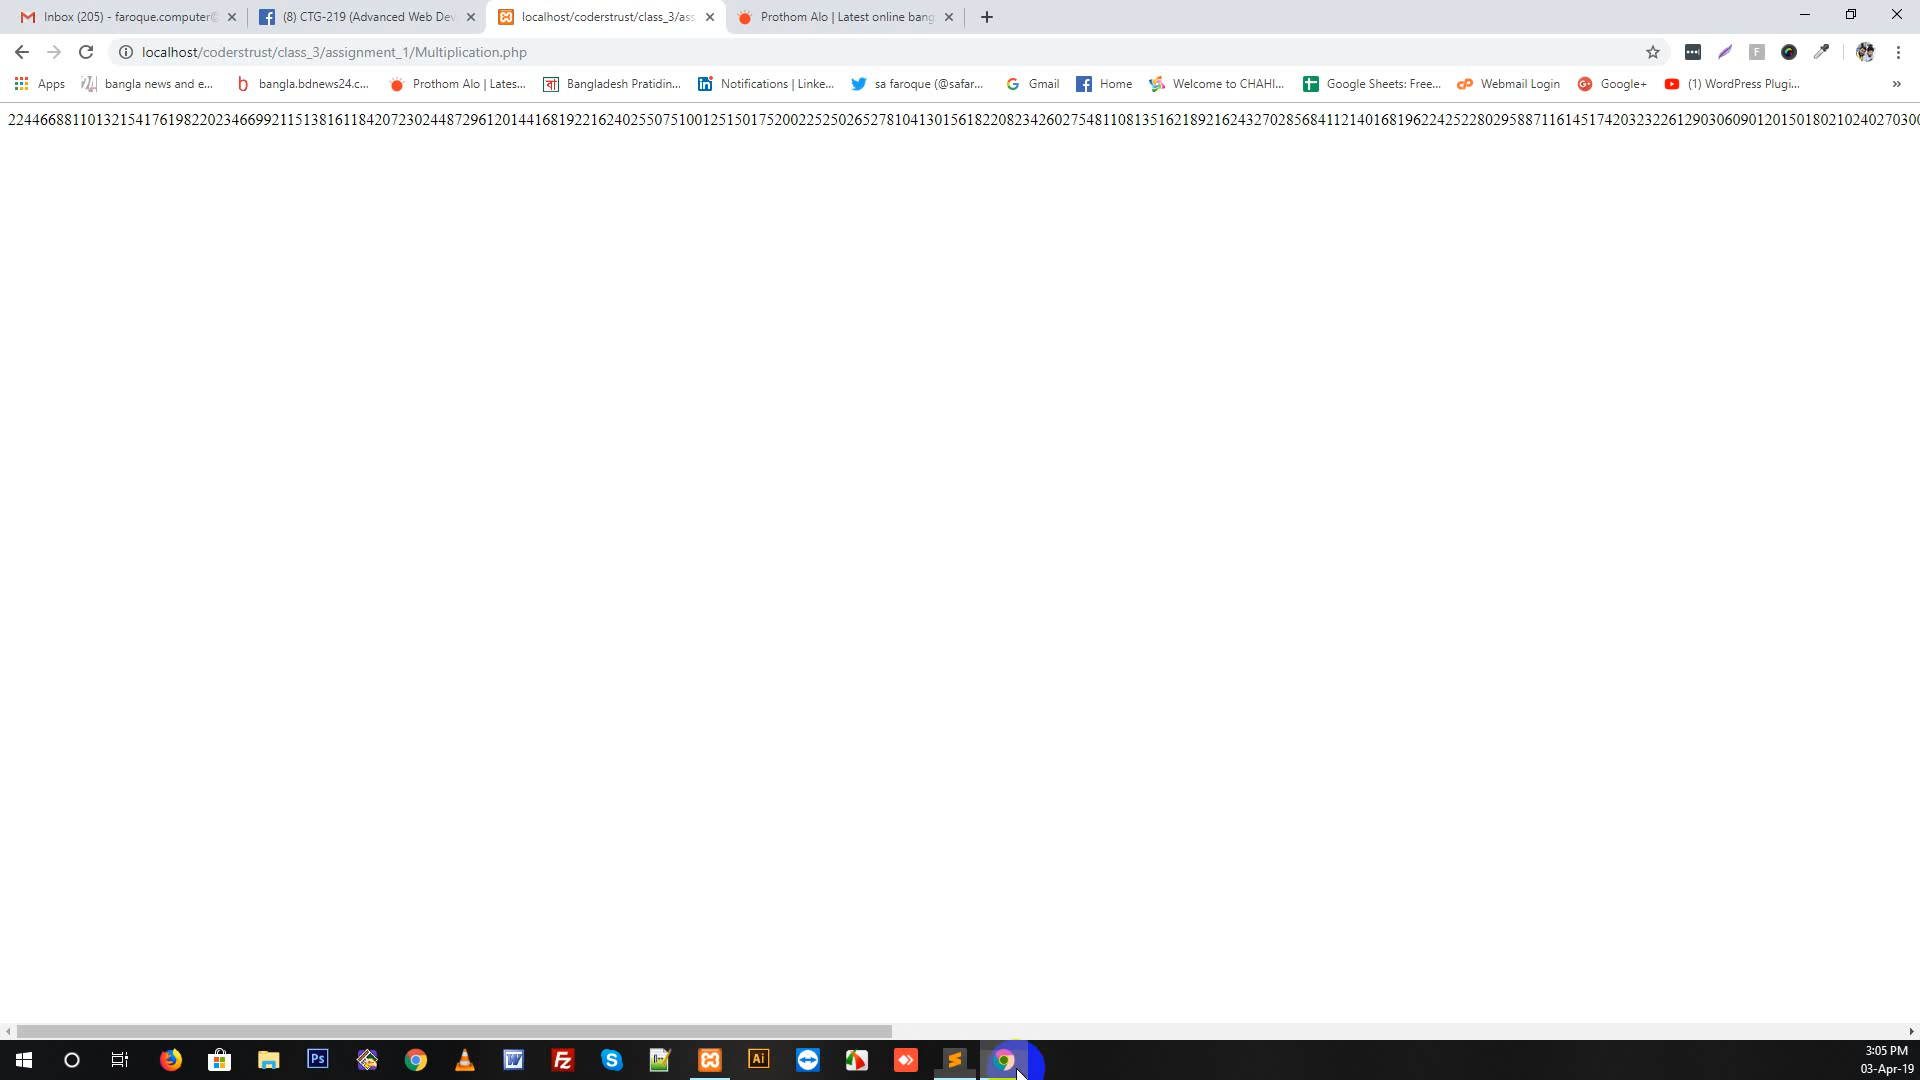 Inbox (205) - faroque.computer@
(8) CTG-219 (Advanced Web Dev
localhost/coderstrust/class_3/ass
Prothom Alo | Latest online bang
localhost/coderstrust/class_3/assignment_1/Multiplication.php
Apps
bangla news and e...
bangla.bdnews24.c...
Prothom Alo | Lates...
Bangladesh Pratidin...
Notifications | Linke...
sa faroque (@safar...
Gmail
Home
Welcome to CHAHI...
Google Sheets: Free...
Webmail Login
Google+
(1) WordPress Plugi...
»
3:05 PM
03-Apr-19